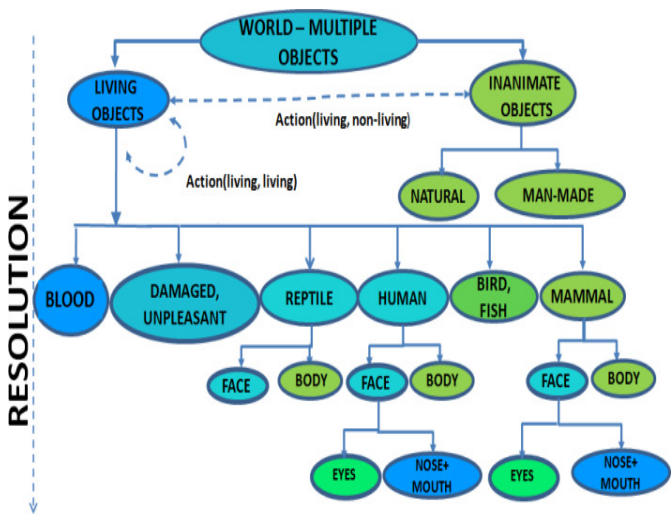 WORLD – MULTIPLE
OBJECTS
LIVING
OBJECTS
INANIMATE
OBJECTS
Action(living, non-living)
Action(living, living)
NATURAL
MAN-MADE
RESOLUTION
BLOOD
DAMAGED,
UNPLEASANT
REPTILE
HUMAN
BIRD,
FISH
MAMMAL
FACE
BODY
FACE
BODY
FACE
BODY
EYES
NOSE+
MOUTH
EYES
NOSE+
MOUTH